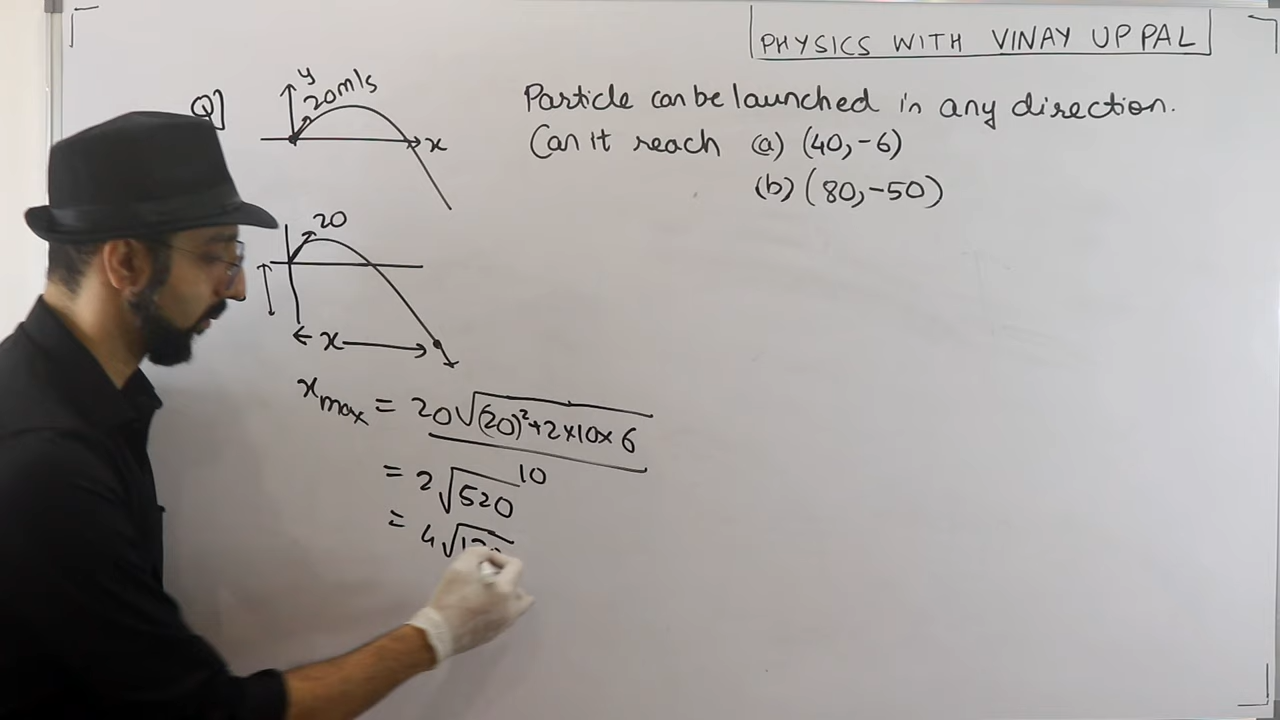 PHYSICS WITH VINAY UPPAL
Q]
y
20m/s
x
Particle can be launched in any direction.
Can it reach (a) (40,-6)
(b) (80,-50)
20
x
xmax = 20√(20)²+2×10×6
10
= 2√520
= 4√